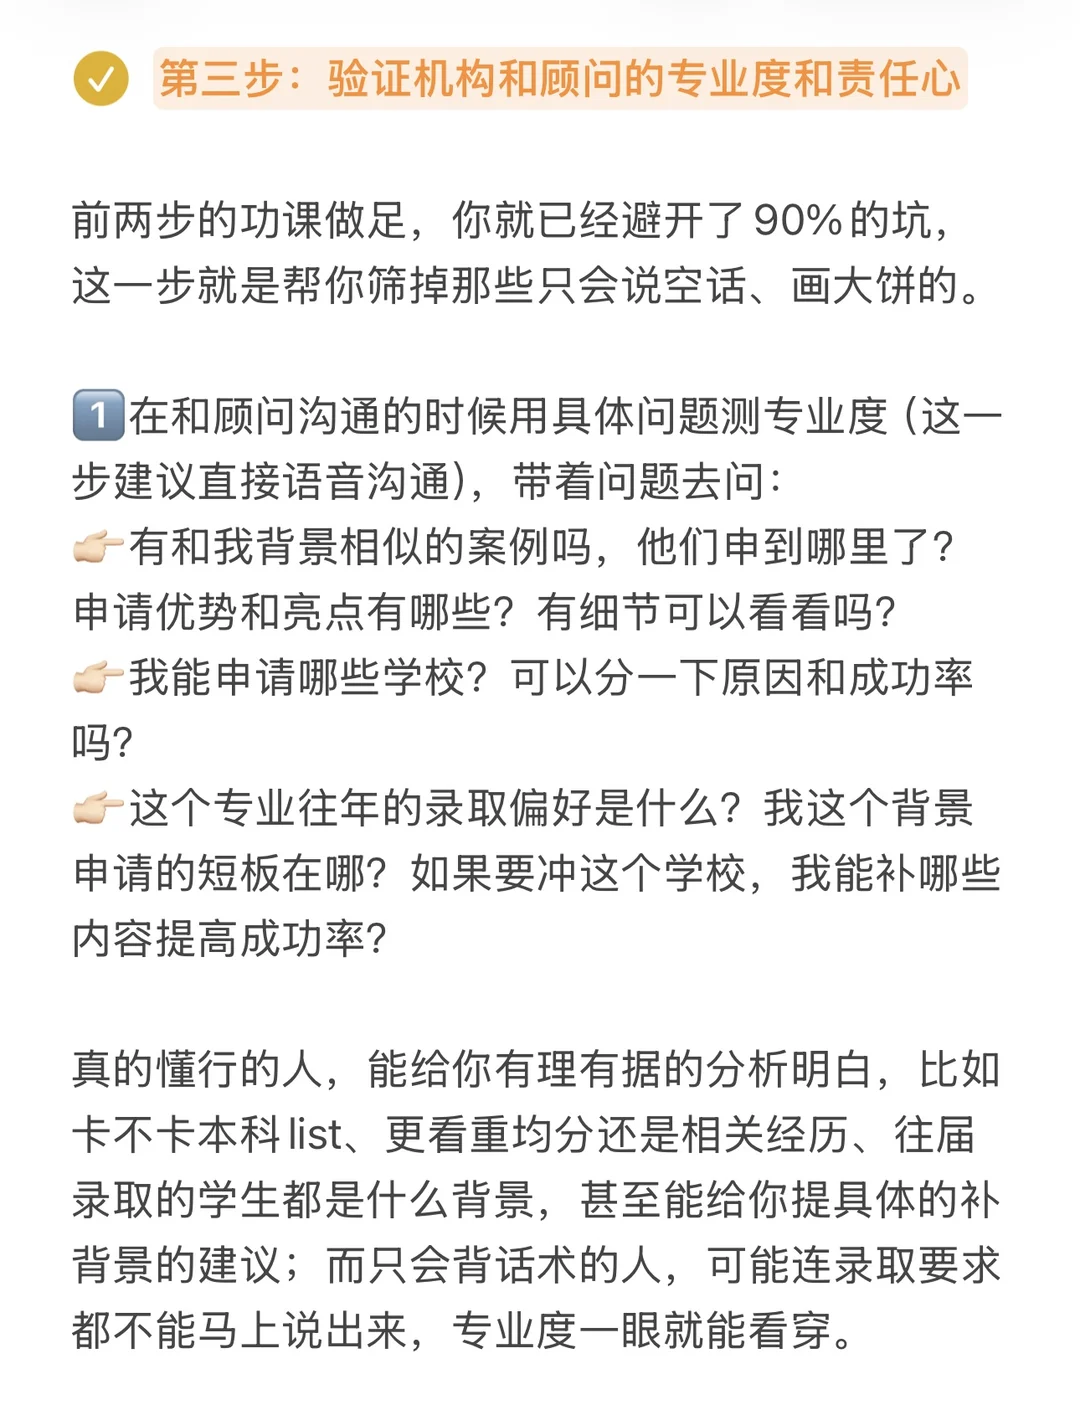 第三步：验证机构和顾问的专业度和责任心
前两步的功课做足，你就已经避开了90%的坑，
这一步就是帮你筛掉那些只会说空话、画大饼的。
1在和顾问沟通的时候用具体问题测专业度（这一
步建议直接语音沟通），带着问题去问：
👉🏻有和我背景相似的案例吗，他们申到哪里了？
申请优势和亮点有哪些？有细节可以看看吗？
👉🏻我能申请哪些学校？可以分一下原因和成功率
吗？
👉🏻这个专业往年的录取偏好是什么？我这个背景
申请的短板在哪？如果要冲这个学校，我能补哪些
内容提高成功率？
真的懂行的人，能给你有理有据的分析明白，比如
卡不卡本科list、更看重均分还是相关经历、往届
录取的学生都是什么背景，甚至能给你提具体的补
背景的建议；而只会背话术的人，可能连录取要求
都不能马上说出来，专业度一眼就能看穿。